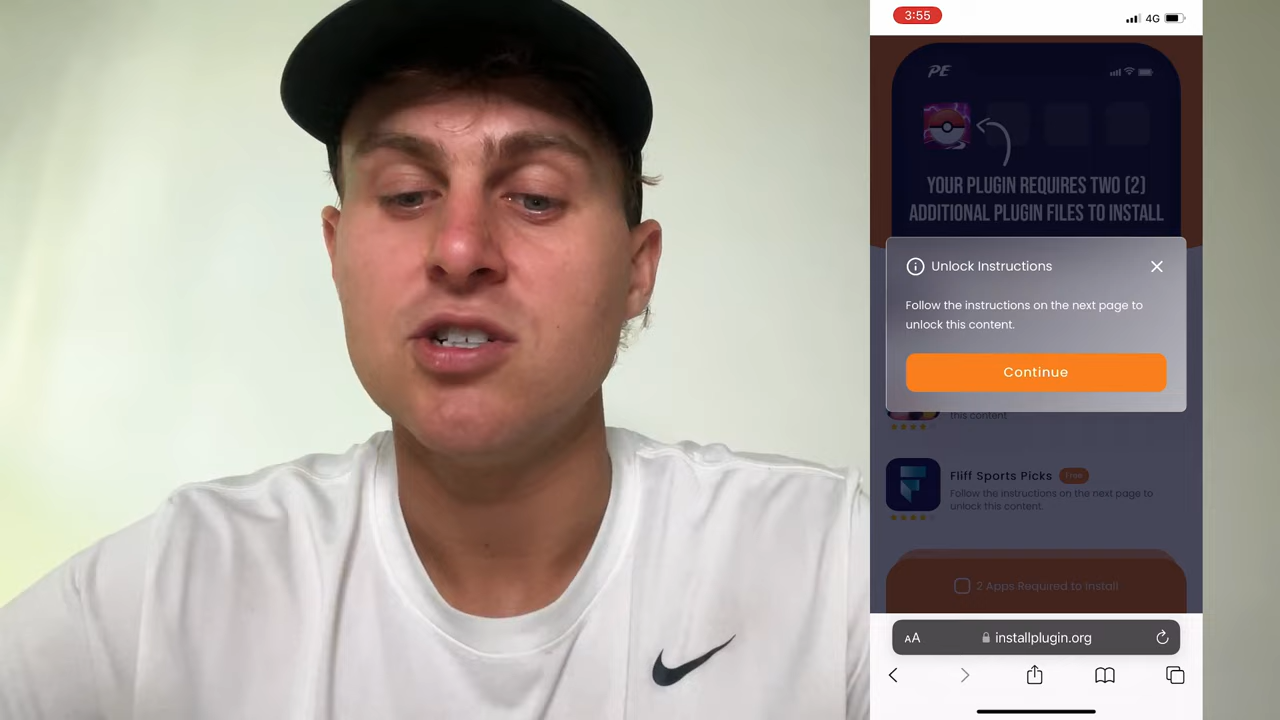 3:55
4G
PE
YOUR PLUGIN REQUIRES TWO (2)
ADDITIONAL PLUGIN FILES TO INSTALL
Unlock Instructions
Follow the instructions on the next page to
unlock this content.
Continue
this content
Fliff Sports Picks Free
Follow the instructions on the next page to
unlock this content.
2 Apps Required to Install
AA
installplugin.org